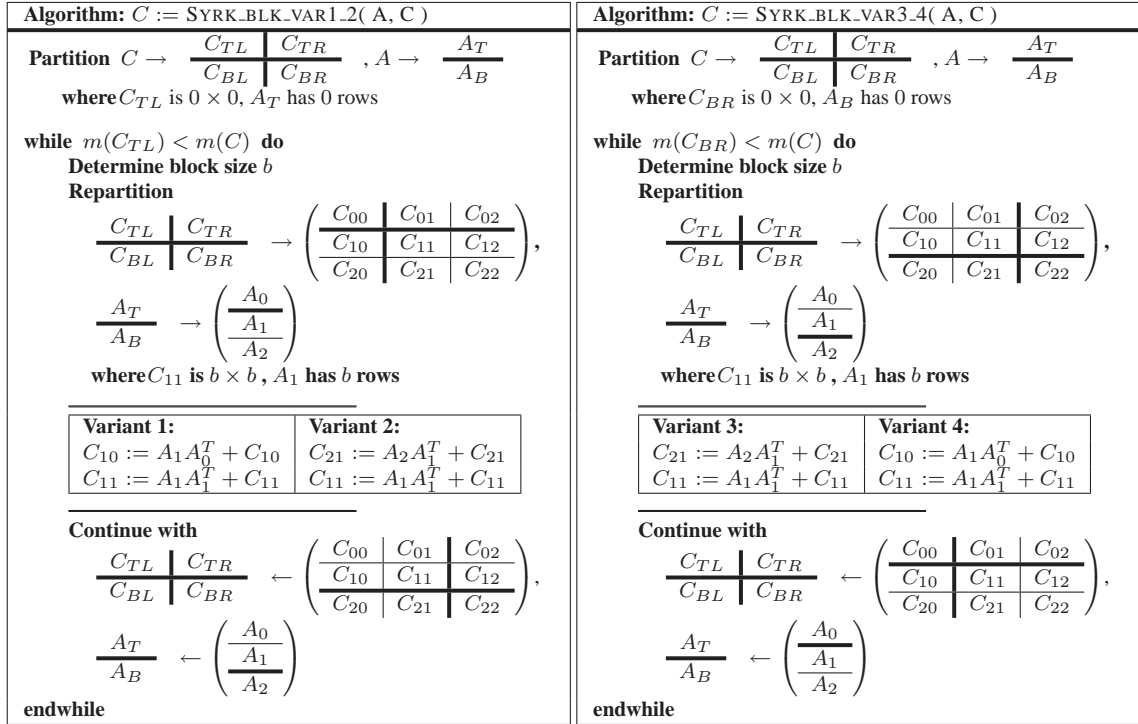 Algorithm: C := SYRK_BLK_VAR1_2( A, C )
Partition C → C_TL C_TR , A → A_T
C_BL C_BR A_B
where C_TL is 0 × 0, A_T has 0 rows
while m(C_TL) < m(C) do
Determine block size b
Repartition
C_TL C_TR → ( C_00 C_01 C_02
C_BL C_BR C_10 C_11 C_12
C_20 C_21 C_22 ),
A_T → ( A_0
A_B A_1
A_2 )
where C_11 is b × b , A_1 has b rows
Variant 1: Variant 2:
C_10 := A_1 A_0^T + C_10 C_21 := A_2 A_1^T + C_21
C_11 := A_1 A_1^T + C_11 C_11 := A_1 A_1^T + C_11
Continue with
C_TL C_TR ← ( C_00 C_01 C_02
C_BL C_BR C_10 C_11 C_12
C_20 C_21 C_22 ),
A_T ← ( A_0
A_B A_1
A_2 )
endwhile
Algorithm: C := SYRK_BLK_VAR3_4( A, C )
Partition C → C_TL C_TR , A → A_T
C_BL C_BR A_B
where C_BR is 0 × 0, A_B has 0 rows
while m(C_BR) < m(C) do
Determine block size b
Repartition
C_TL C_TR → ( C_00 C_01 C_02
C_BL C_BR C_10 C_11 C_12
C_20 C_21 C_22 ),
A_T → ( A_0
A_B A_1
A_2 )
where C_11 is b × b , A_1 has b rows
Variant 3: Variant 4:
C_21 := A_2 A_1^T + C_21 C_10 := A_1 A_0^T + C_10
C_11 := A_1 A_1^T + C_11 C_11 := A_1 A_1^T + C_11
Continue with
C_TL C_TR ← ( C_00 C_01 C_02
C_BL C_BR C_10 C_11 C_12
C_20 C_21 C_22 ),
A_T ← ( A_0
A_B A_1
A_2 )
endwhile